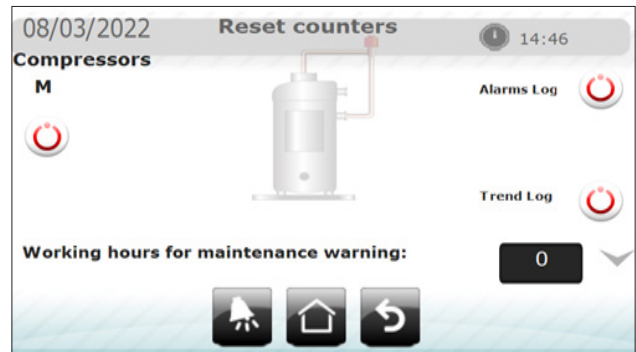 08/03/2022 Reset counters 14:46
Compressors
M
Alarms Log
Trend Log
Working hours for maintenance warning: 0